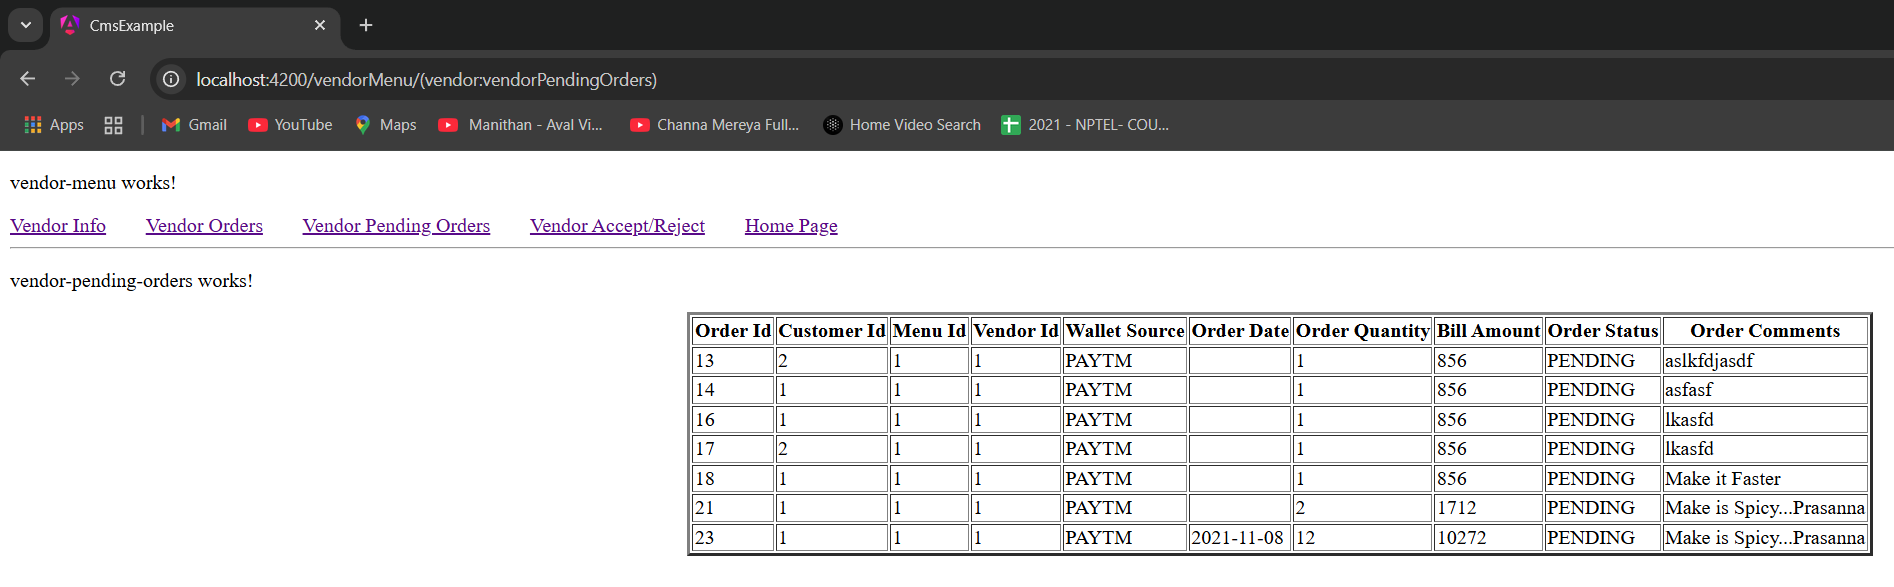 CmsExample
localhost:4200/vendorMenu/(vendor:vendorPendingOrders)
Apps Gmail YouTube Maps Manithan - Aval Vi... Channa Mereya Full... Home Video Search 2021 - NPTEL- COU...
vendor-menu works!
Vendor Info Vendor Orders Vendor Pending Orders Vendor Accept/Reject Home Page
vendor-pending-orders works!
Order Id Customer Id Menu Id Vendor Id Wallet Source Order Date Order Quantity Bill Amount Order Status Order Comments
13 2 1 1 PAYTM 1 856 PENDING aslkfdjasdf
14 1 1 1 PAYTM 1 856 PENDING asfasf
16 1 1 1 PAYTM 1 856 PENDING lkasfd
17 2 1 1 PAYTM 1 856 PENDING lkasfd
18 1 1 1 PAYTM 1 856 PENDING Make it Faster
21 1 1 1 PAYTM 2 1712 PENDING Make is Spicy...Prasanna
23 1 1 1 PAYTM 2021-11-08 12 10272 PENDING Make is Spicy...Prasanna